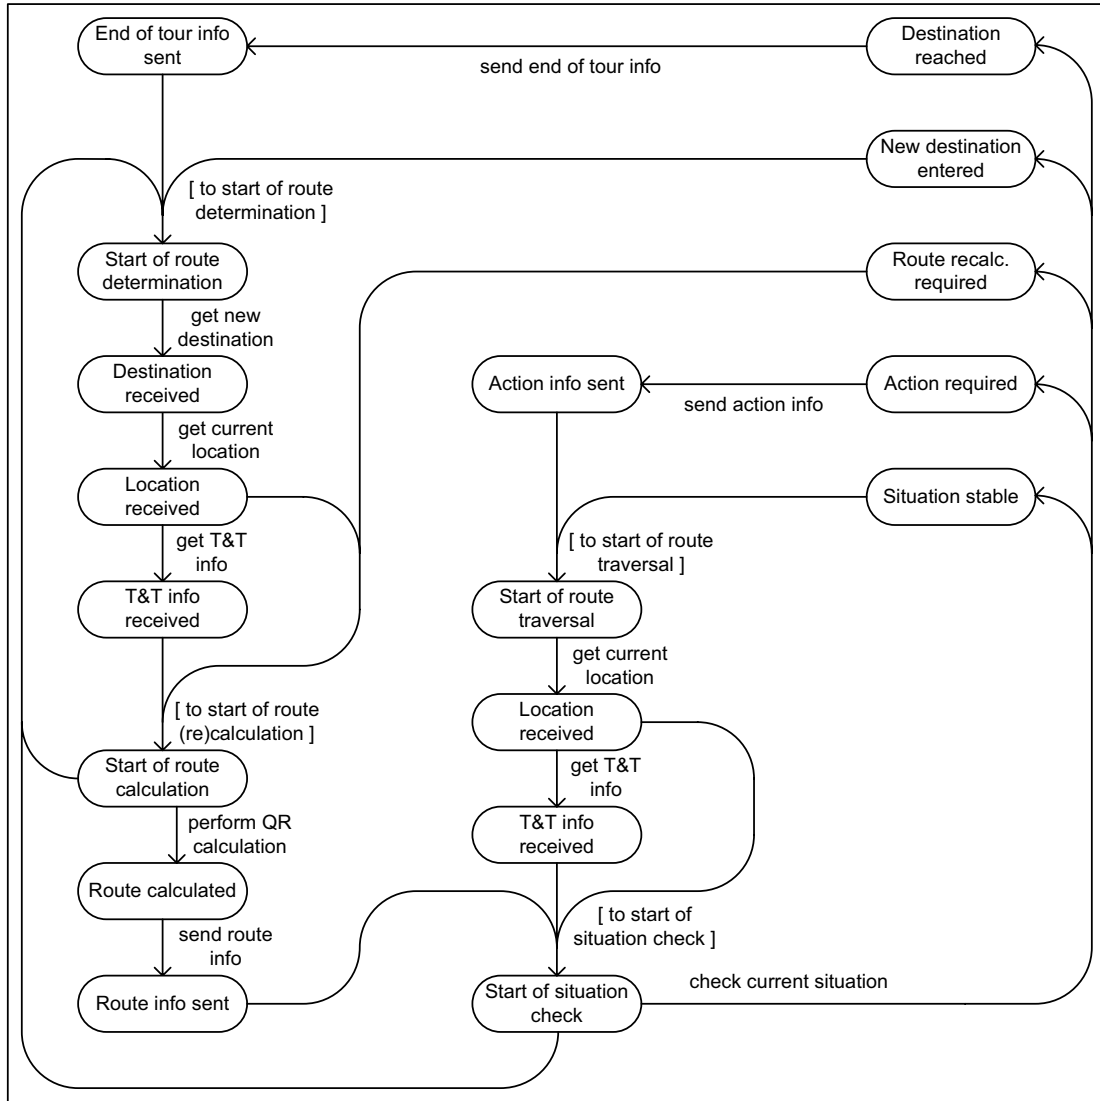 End of tour info
sent
Destination
reached
send end of tour info
New destination
entered
[ to start of route
determination ]
Start of route
determination
Route recalc.
required
get new
destination
Destination
received
Action info sent
Action required
send action info
get current
location
Location
received
Situation stable
get T&T
info
[ to start of route
traversal ]
T&T info
received
Start of route
traversal
get current
location
[ to start of route
(re)calculation ]
Location
received
Start of route
calculation
get T&T
info
perform QR
calculation
T&T info
received
Route calculated
send route
info
[ to start of
situation check ]
Route info sent
Start of situation
check
check current situation